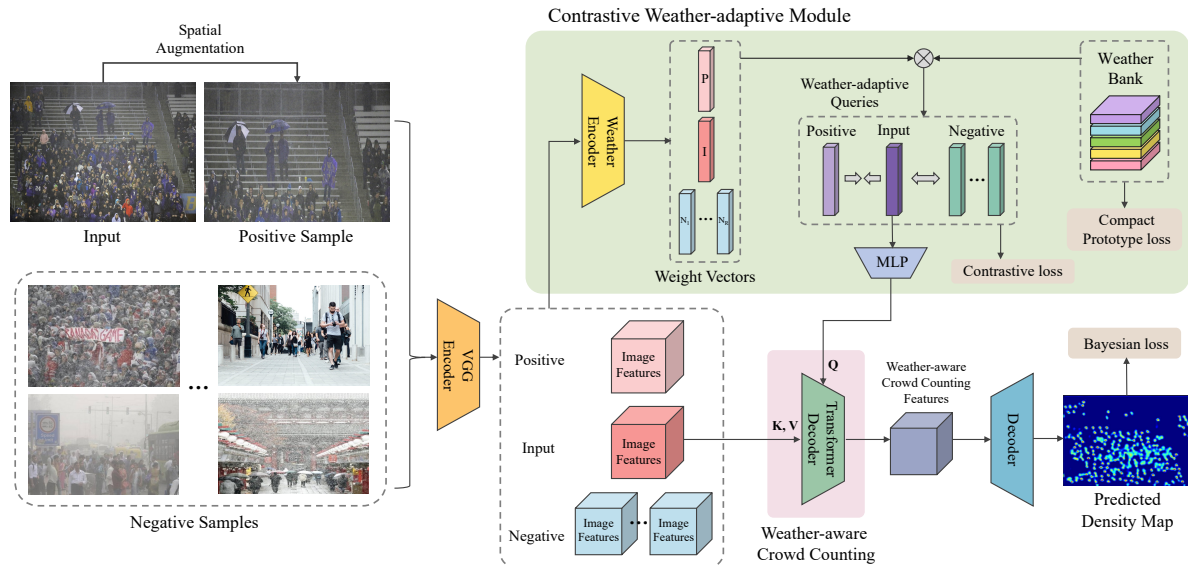 Contrastive Weather-adaptive Module
Spatial
Augmentation
Input
Positive Sample
Negative Samples
...
VGG
Encoder
Positive
Image
Features
Input
Image
Features
Negative
Image
Features
...
Image
Features
Weather
Encoder
P
I
N1
...
NR
Weight Vectors
Weather-adaptive
Queries
Positive
Input
Negative
...
MLP
Contrastive loss
Weather
Bank
Compact
Prototype loss
Q
K, V
Transformer
Decoder
Weather-aware
Crowd Counting
Weather-aware
Crowd Counting
Features
Decoder
Bayesian loss
Predicted
Density Map